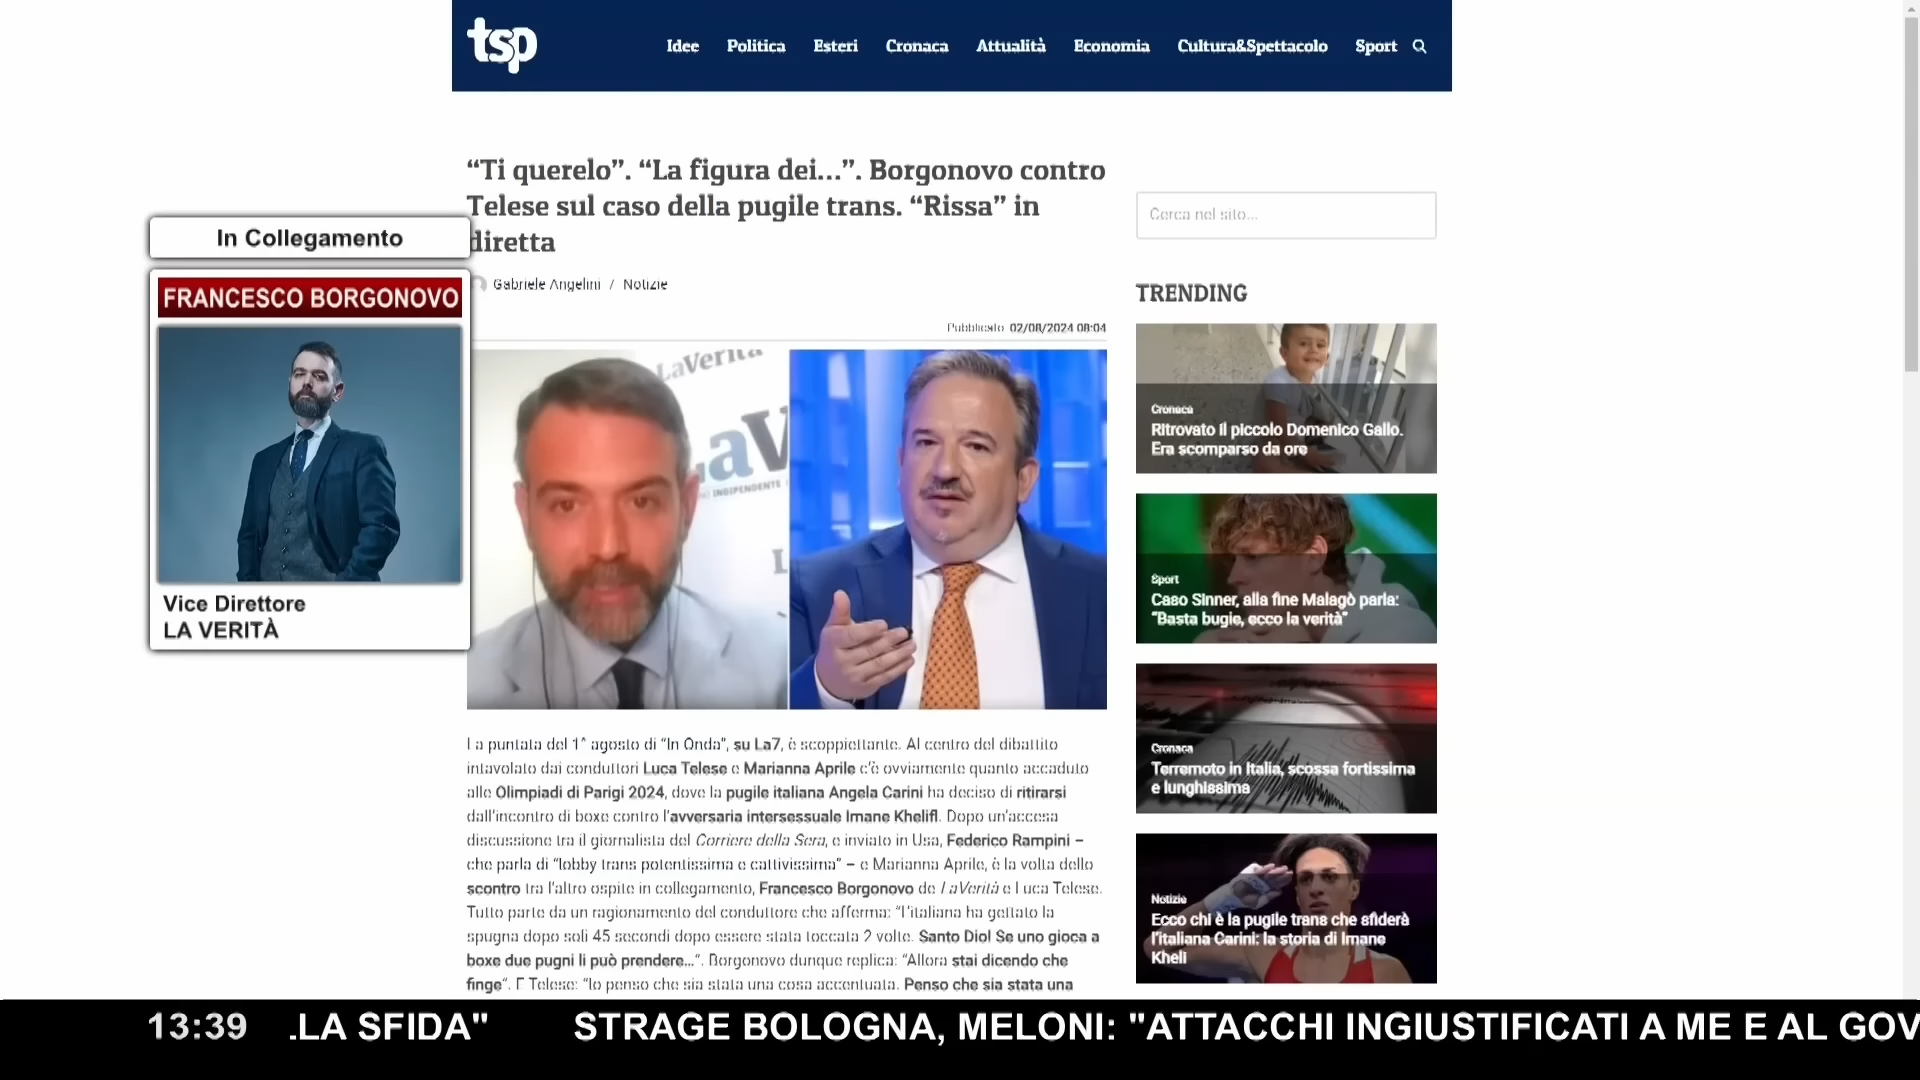 tsp
Idee Politica Esteri Cronaca Attualità Economia Cultura&Spettacolo Sport
“Ti querelo”. “La figura dei...”. Borgonovo contro
Telese sul caso della pugile trans. “Rissa” in
diretta
Gabriele Angelini / Notizie
Pubblicato 02/08/2024 08:04
In Collegamento
FRANCESCO BORGONOVO
Vice Direttore
LA VERITÀ
LaVerità
LaV
INDIPENDENTE
La puntata del 1° agosto di “In Onda”, su La7, è scoppiettante. Al centro del dibattito
intavolato dai conduttori Luca Telese e Marianna Aprile c’è ovviamente quanto accaduto
alle Olimpiadi di Parigi 2024, dove la pugile italiana Angela Carini ha deciso di ritirarsi
dall’incontro di boxe contro l’avversaria intersessuale Imane Khelifi. Dopo un’accesa
discussione tra il giornalista del Corriere della Sera, e inviato in Usa, Federico Rampini –
che parla di “lobby trans potentissima e cattivissima” – e Marianna Aprile, è la volta dello
scontro tra l’altro ospite in collegamento, Francesco Borgonovo de LaVerità e Luca Telese.
Tutto parte da un ragionamento del conduttore che afferma: “L’italiana ha gettato la
spugna dopo soli 45 secondi dopo essere stata toccata 2 volte. Santo Dio! Se uno gioca a
boxe due pugni li può prendere...”. Borgonovo dunque replica: “Allora stai dicendo che
finge”. E Telese: “Io penso che sia stata una cosa accentuata. Penso che sia stata una
Cerca nel sito...
TRENDING
Cronaca
Ritrovato il piccolo Domenico Gallo.
Era scomparso da ore
Sport
Caso Sinner, alla fine Malagò parla:
“Basta bugie, ecco la verità”
Cronaca
Terremoto in Italia, scossa fortissima
e lunghissima
Notizie
Ecco chi è la pugile trans che sfiderà
l’italiana Carini: la storia di Imane
Kheli
13:39 .LA SFIDA" STRAGE BOLOGNA, MELONI: "ATTACCHI INGIUSTIFICATI A ME E AL GOV